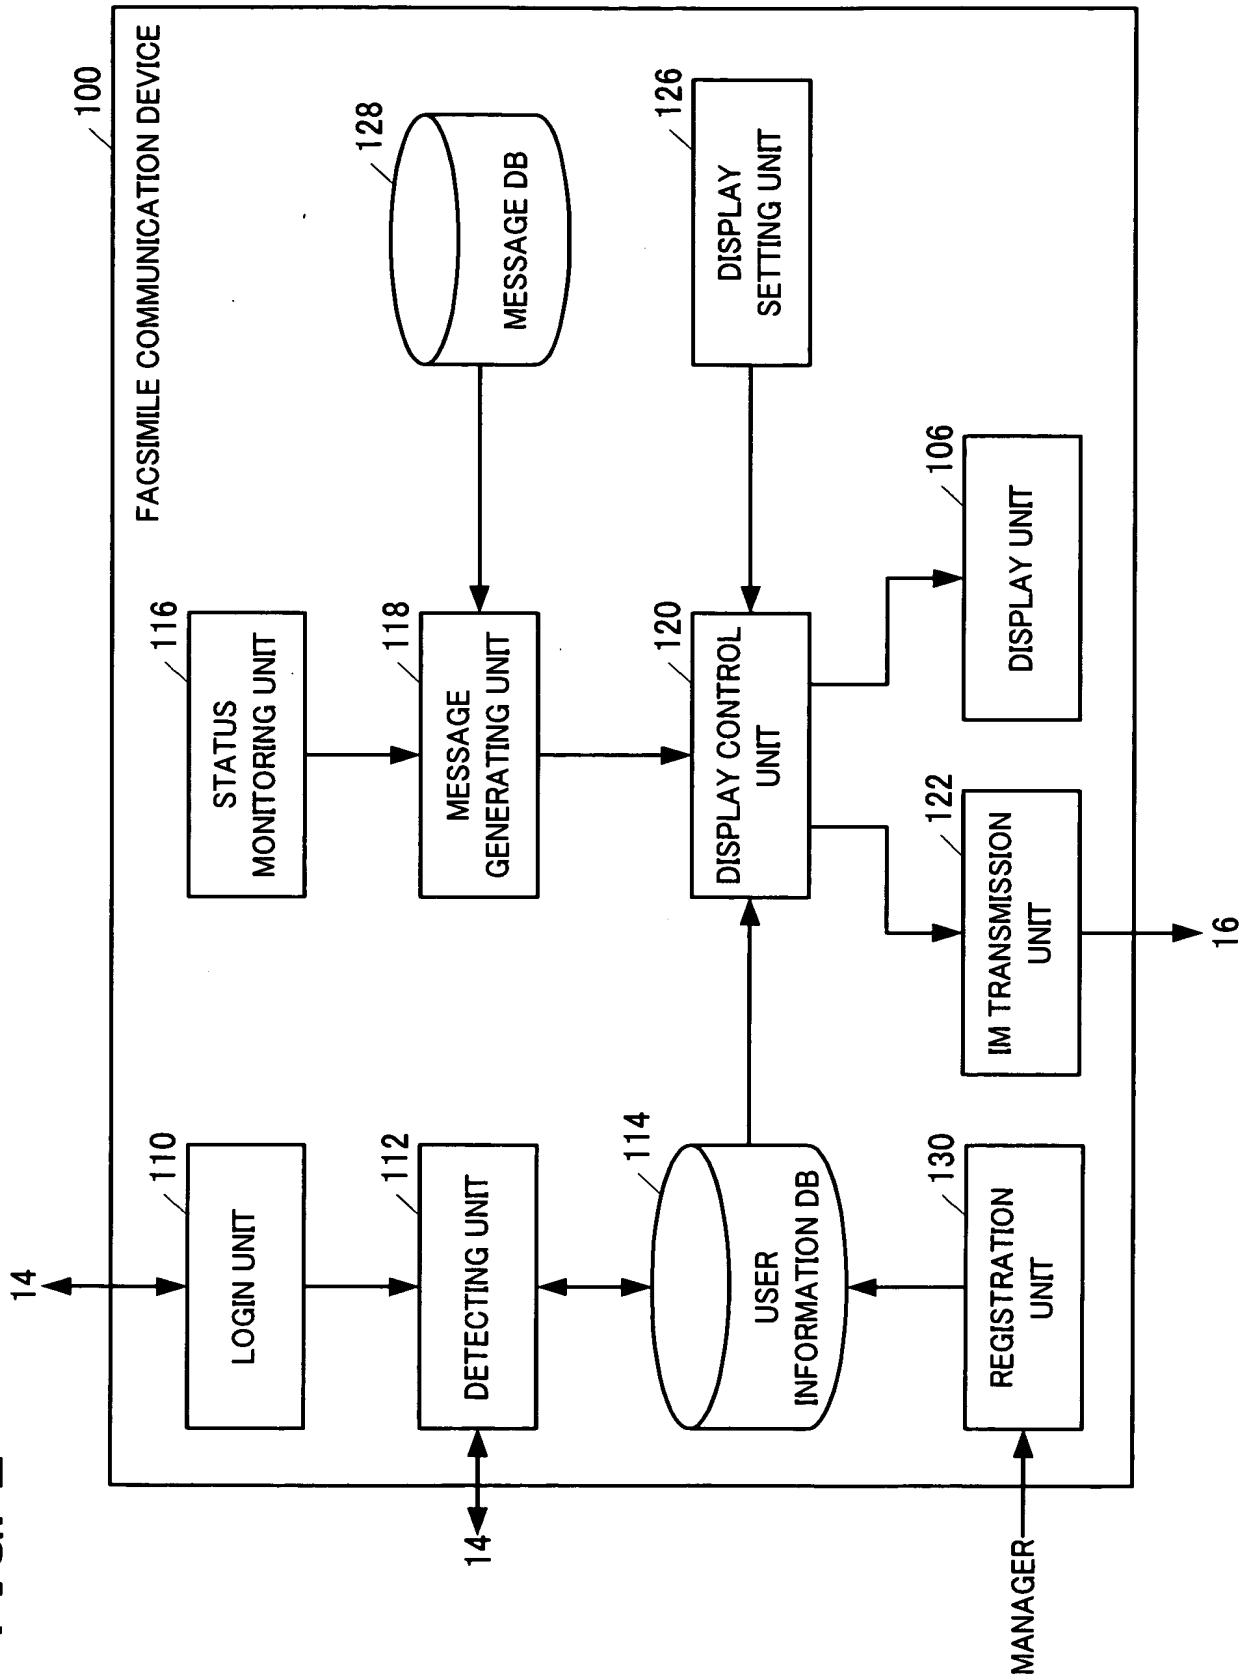 100
FACSIMILE COMMUNICATION DEVICE
14
110
LOGIN UNIT
116
STATUS
MONITORING UNIT
128
MESSAGE DB
14
112
DETECTING UNIT
118
MESSAGE
GENERATING UNIT
114
USER
INFORMATION DB
120
DISPLAY CONTROL
UNIT
126
DISPLAY
SETTING UNIT
MANAGER
130
REGISTRATION
UNIT
122
IM TRANSMISSION
UNIT
106
DISPLAY UNIT
16